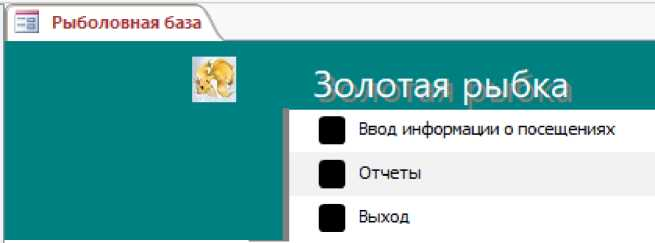 Рыболовная база
Золотая рыбка
Ввод информации о посещениях
Отчеты
Выход